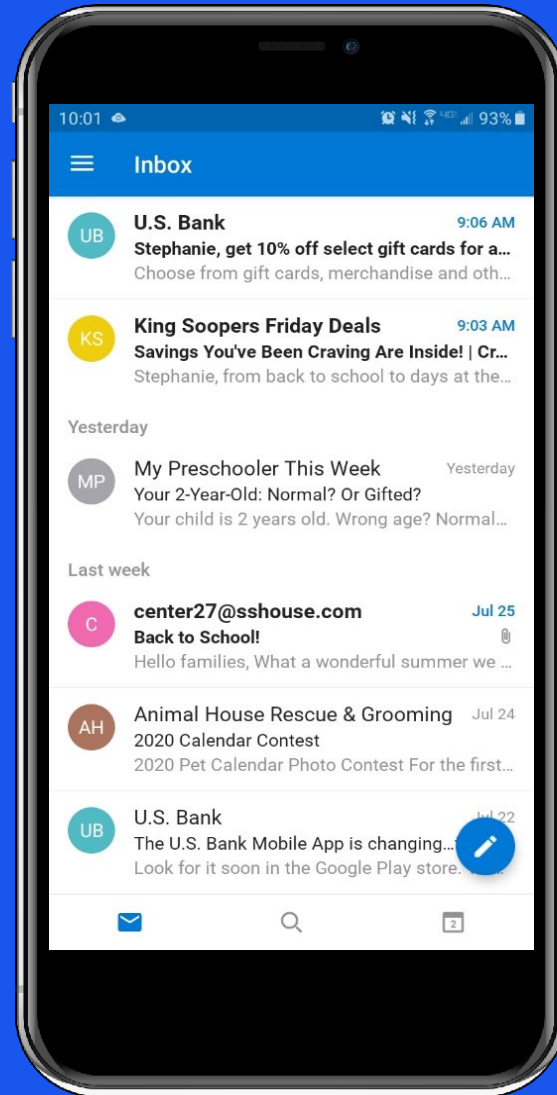 10:01 93%
Inbox
UB U.S. Bank 9:06 AM
Stephanie, get 10% off select gift cards for a...
Choose from gift cards, merchandise and oth...
KS King Soopers Friday Deals 9:03 AM
Savings You've Been Craving Are Inside! | Cr...
Stephanie, from back to school to days at the...
Yesterday
MP My Preschooler This Week Yesterday
Your 2-Year-Old: Normal? Or Gifted?
Your child is 2 years old. Wrong age? Normal...
Last week
C center27@sshouse.com Jul 25
Back to School!
Hello families, What a wonderful summer we ...
AH Animal House Rescue & Grooming Jul 24
2020 Calendar Contest
2020 Pet Calendar Photo Contest For the first...
UB U.S. Bank Jul 22
The U.S. Bank Mobile App is changing...
Look for it soon in the Google Play store.
2